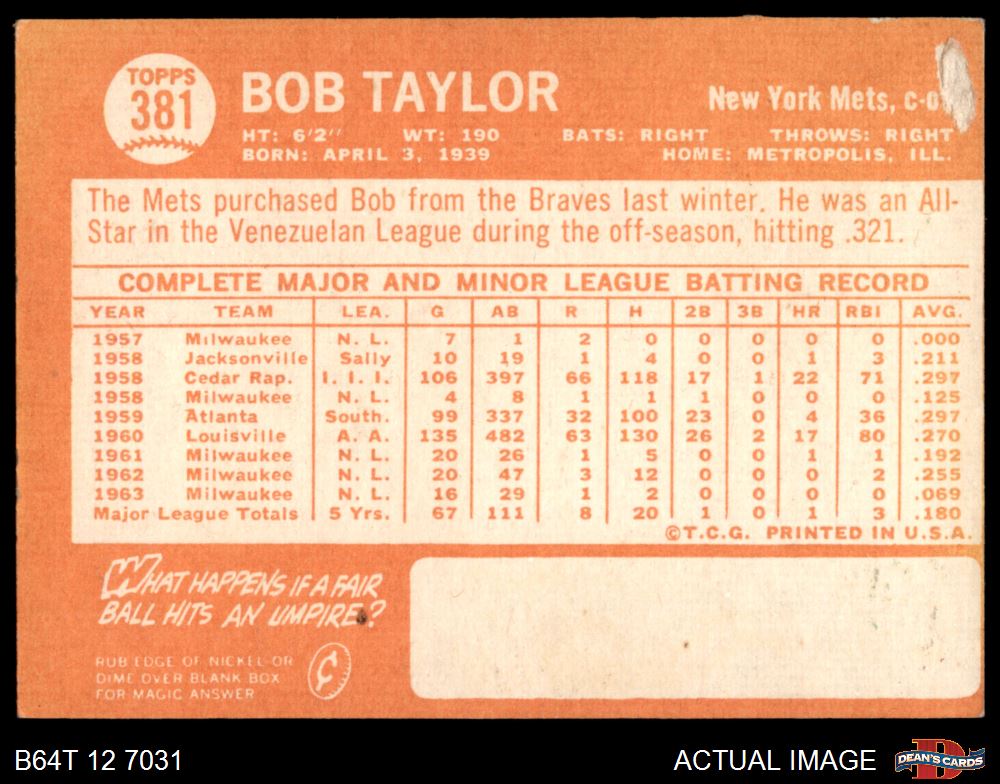 TOPPS
381
BOB TAYLOR
New York Mets, c-o
HT: 6'2" WT: 190 BATS: RIGHT THROWS: RIGHT
BORN: APRIL 3, 1939 HOME: METROPOLIS, ILL.
The Mets purchased Bob from the Braves last winter. He was an All-
Star in the Venezuelan League during the off-season, hitting .321.
COMPLETE MAJOR AND MINOR LEAGUE BATTING RECORD
YEAR TEAM LEA. G AB R H 2B 3B HR RBI AVG.
1957 Milwaukee N. L. 7 1 2 0 0 0 0 0 .000
1958 Jacksonville Sally 10 19 1 4 0 0 1 3 .211
1958 Cedar Rap. I. I. I. 106 397 66 118 17 1 22 71 .297
1958 Milwaukee N. L. 4 8 1 1 1 0 0 0 .125
1959 Atlanta South. 99 337 32 100 23 0 4 36 .297
1960 Louisville A. A. 135 482 63 130 26 2 17 80 .270
1961 Milwaukee N. L. 20 26 1 5 0 0 1 1 .192
1962 Milwaukee N. L. 20 47 3 12 0 0 0 2 .255
1963 Milwaukee N. L. 16 29 1 2 0 0 0 0 .069
Major League Totals 5 Yrs. 67 111 8 20 1 0 1 3 .180
©T.C.G. PRINTED IN U.S.A.
WHAT HAPPENS IF A FAIR
BALL HITS AN UMPIRE?
RUB EDGE OF NICKEL OR
DIME OVER BLANK BOX
FOR MAGIC ANSWER
¢
B64T 12 7031 ACTUAL IMAGE
D
DEAN'S CARDS